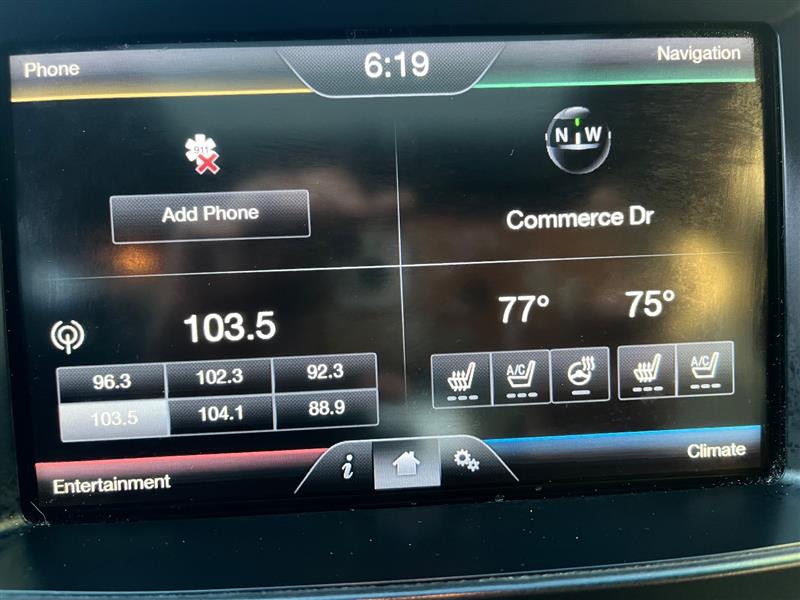 Phone
6:19
Navigation
911
Add Phone
N W
Commerce Dr
103.5
77° 75°
96.3 102.3 92.3
103.5 104.1 88.9
A/C A/C
Entertainment
i
Climate